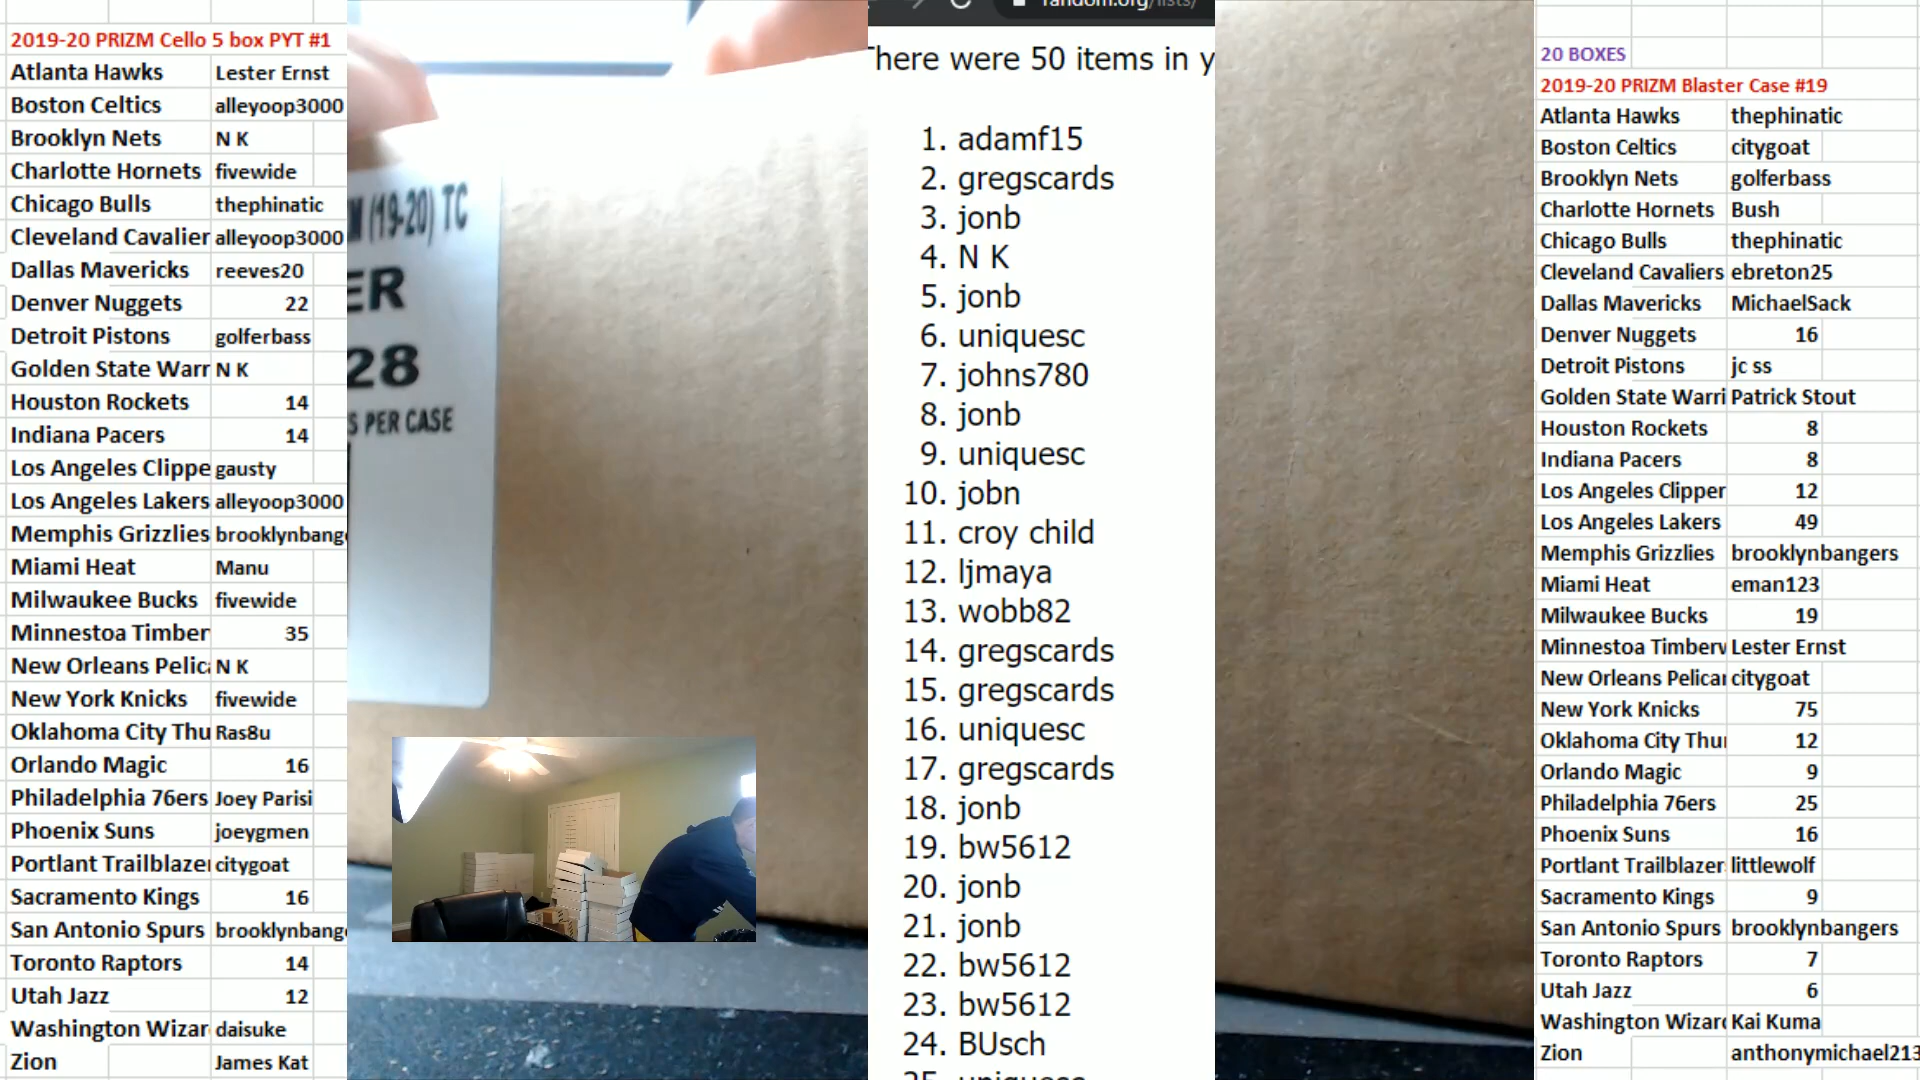 2019-20 PRIZM Cello 5 box PYT #1
Atlanta Hawks Lester Ernst
Boston Celtics alleyoop3000
Brooklyn Nets N K
Charlotte Hornets fivewide
Chicago Bulls thephinatic
Cleveland Cavalier alleyoop3000
Dallas Mavericks reeves20
Denver Nuggets 22
Detroit Pistons golferbass
Golden State Warr N K
Houston Rockets 14
Indiana Pacers 14
Los Angeles Clippe gausty
Los Angeles Lakers alleyoop3000
Memphis Grizzlies brooklynbang
Miami Heat Manu
Milwaukee Bucks fivewide
Minnestoa Timber 35
New Orleans Pelica N K
New York Knicks fivewide
Oklahoma City Thu Ras8u
Orlando Magic 16
Philadelphia 76ers Joey Parisi
Phoenix Suns joeygmen
Portlant Trailblazer citygoat
Sacramento Kings 16
San Antonio Spurs brooklynbang
Toronto Raptors 14
Utah Jazz 12
Washington Wizar daisuke
Zion James Kat
(19-20) TC
ER
28
S PER CASE
random.org/lists/
There were 50 items in y
1. adamf15
2. gregscards
3. jonb
4. N K
5. jonb
6. uniquesc
7. johns780
8. jonb
9. uniquesc
10. jobn
11. croy child
12. ljmaya
13. wobb82
14. gregscards
15. gregscards
16. uniquesc
17. gregscards
18. jonb
19. bw5612
20. jonb
21. jonb
22. bw5612
23. bw5612
24. BUsch
25. uniquesc
20 BOXES
2019-20 PRIZM Blaster Case #19
Atlanta Hawks thephinatic
Boston Celtics citygoat
Brooklyn Nets golferbass
Charlotte Hornets Bush
Chicago Bulls thephinatic
Cleveland Cavaliers ebreton25
Dallas Mavericks MichaelSack
Denver Nuggets 16
Detroit Pistons jc ss
Golden State Warri Patrick Stout
Houston Rockets 8
Indiana Pacers 8
Los Angeles Clipper 12
Los Angeles Lakers 49
Memphis Grizzlies brooklynbangers
Miami Heat eman123
Milwaukee Bucks 19
Minnestoa Timberv Lester Ernst
New Orleans Pelica citygoat
New York Knicks 75
Oklahoma City Thu 12
Orlando Magic 9
Philadelphia 76ers 25
Phoenix Suns 16
Portlant Trailblazer littlewolf
Sacramento Kings 9
San Antonio Spurs brooklynbangers
Toronto Raptors 7
Utah Jazz 6
Washington Wizar Kai Kuma
Zion anthonymichael213